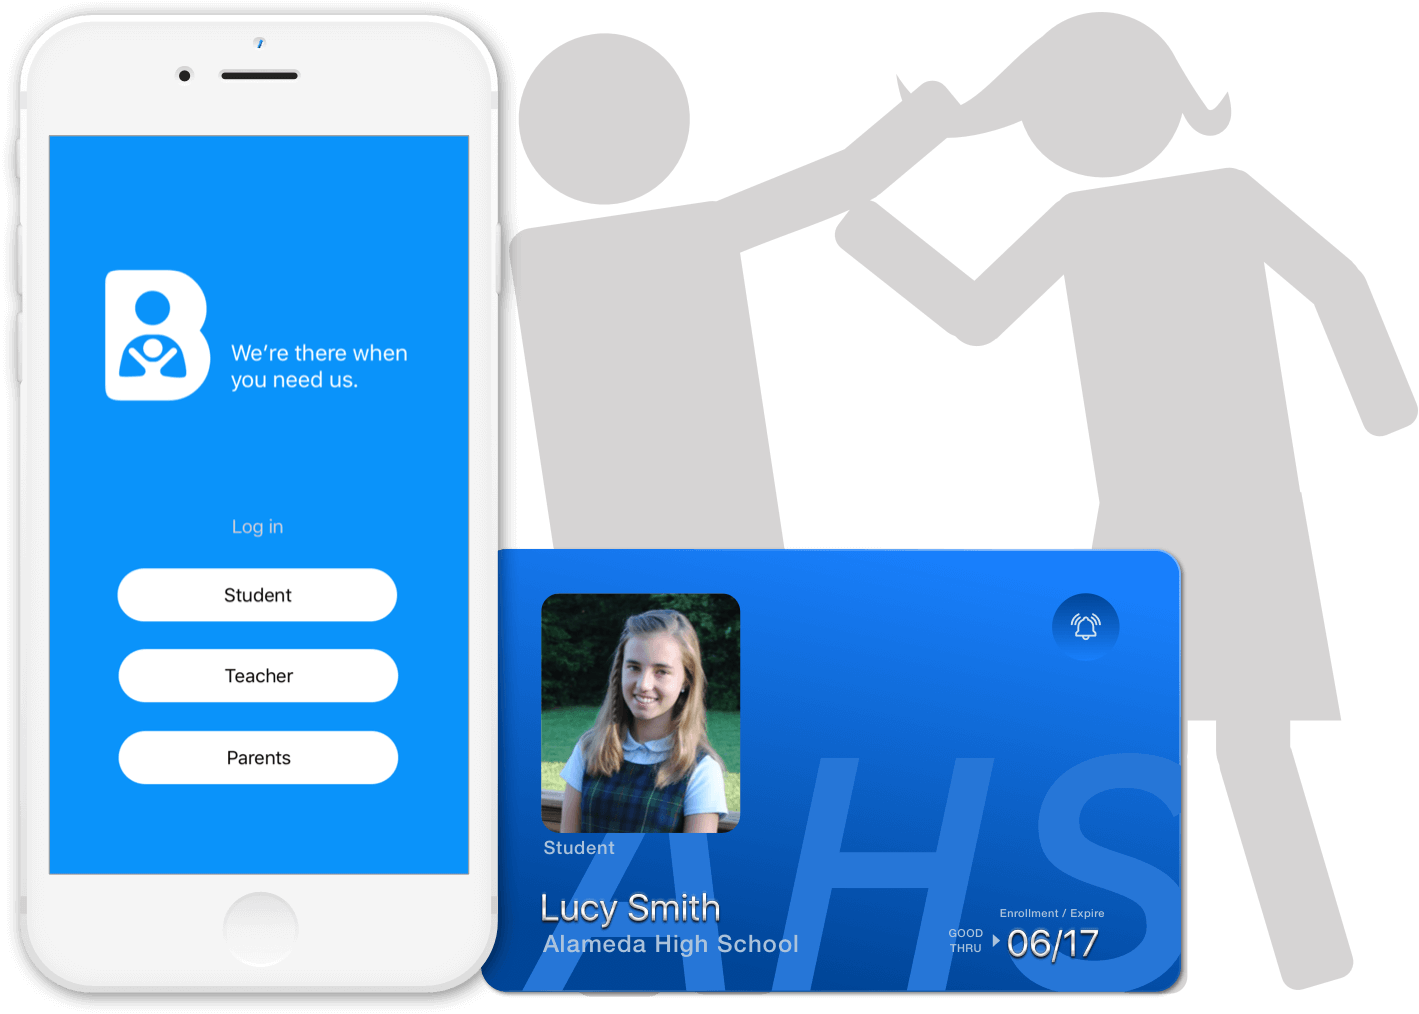 B
We're there when
you need us.
Log in
Student
Teacher
Parents
AHS
Student
Lucy Smith
Alameda High School
Enrollment / Expire
GOOD
THRU
06/17